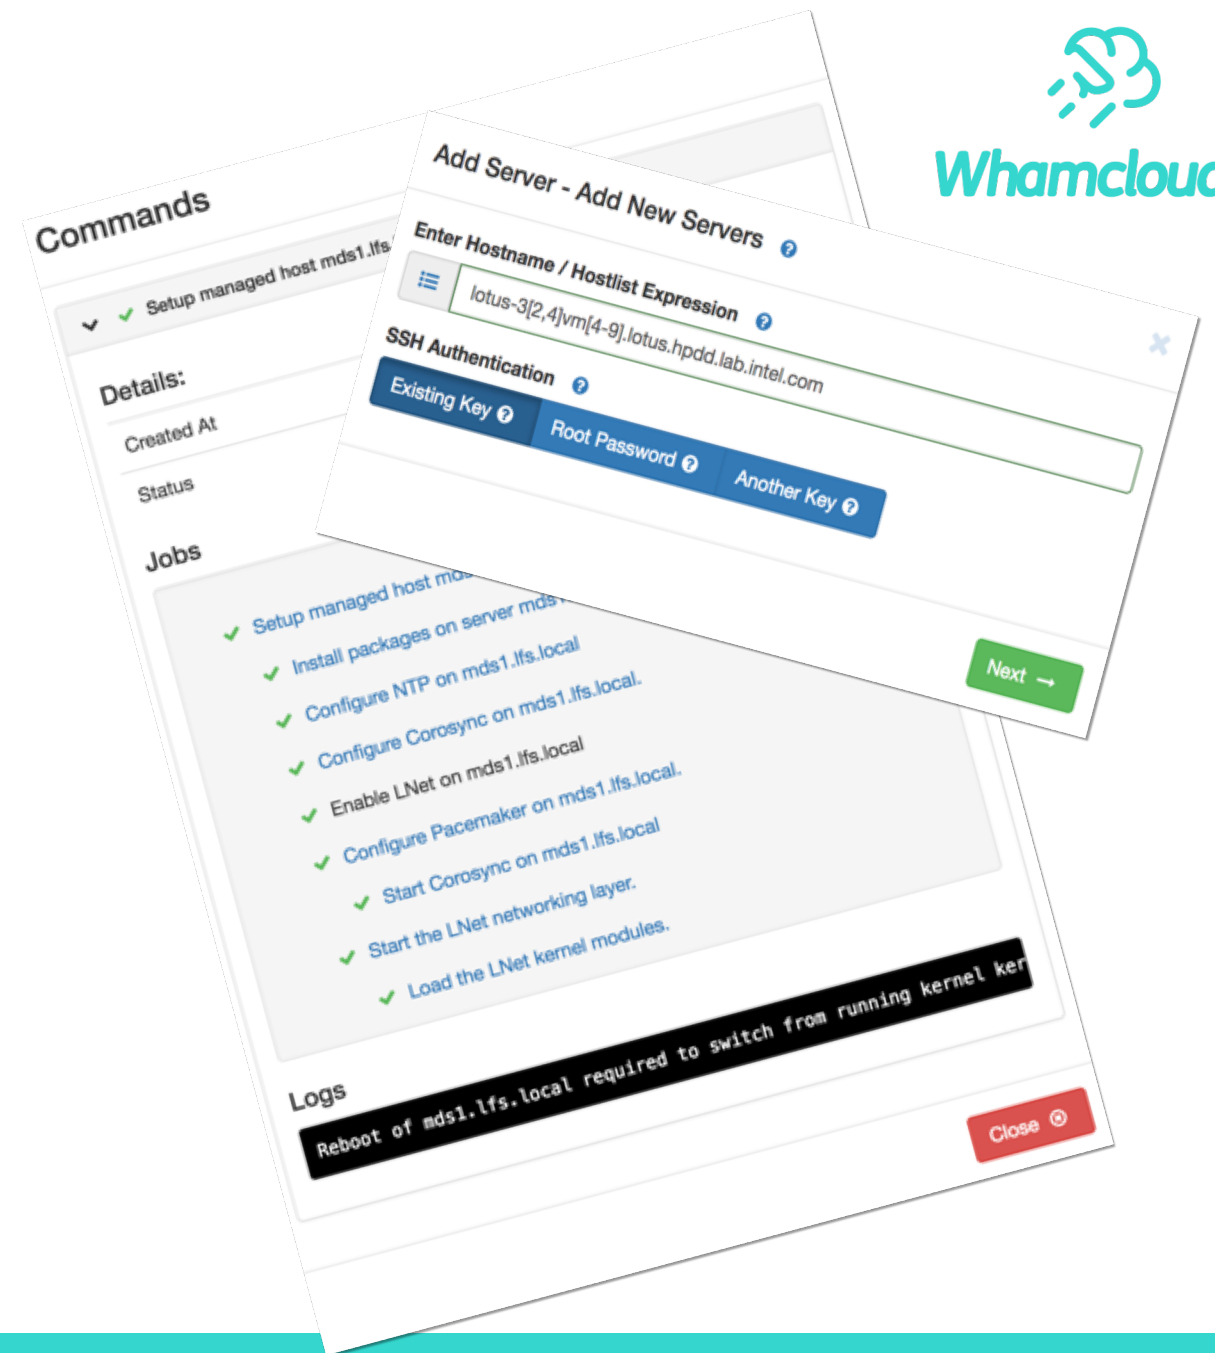 Whamcloud
Commands
Setup managed host mds1.lfs.
Details:
Created At
Status
Jobs
Setup managed host mds
Install packages on server mds1
Configure NTP on mds1.lfs.local
Configure Corosync on mds1.lfs.local.
Enable LNet on mds1.lfs.local
Configure Pacemaker on mds1.lfs.local.
Start Corosync on mds1.lfs.local
Start the LNet networking layer.
Load the LNet kernel modules.
Logs
Reboot of mds1.lfs.local required to switch from running kernel ker
Close
Add Server - Add New Servers
Enter Hostname / Hostlist Expression
lotus-3[2,4]vm[4-9].lotus.hpdd.lab.intel.com
SSH Authentication
Existing Key
Root Password
Another Key
Next →